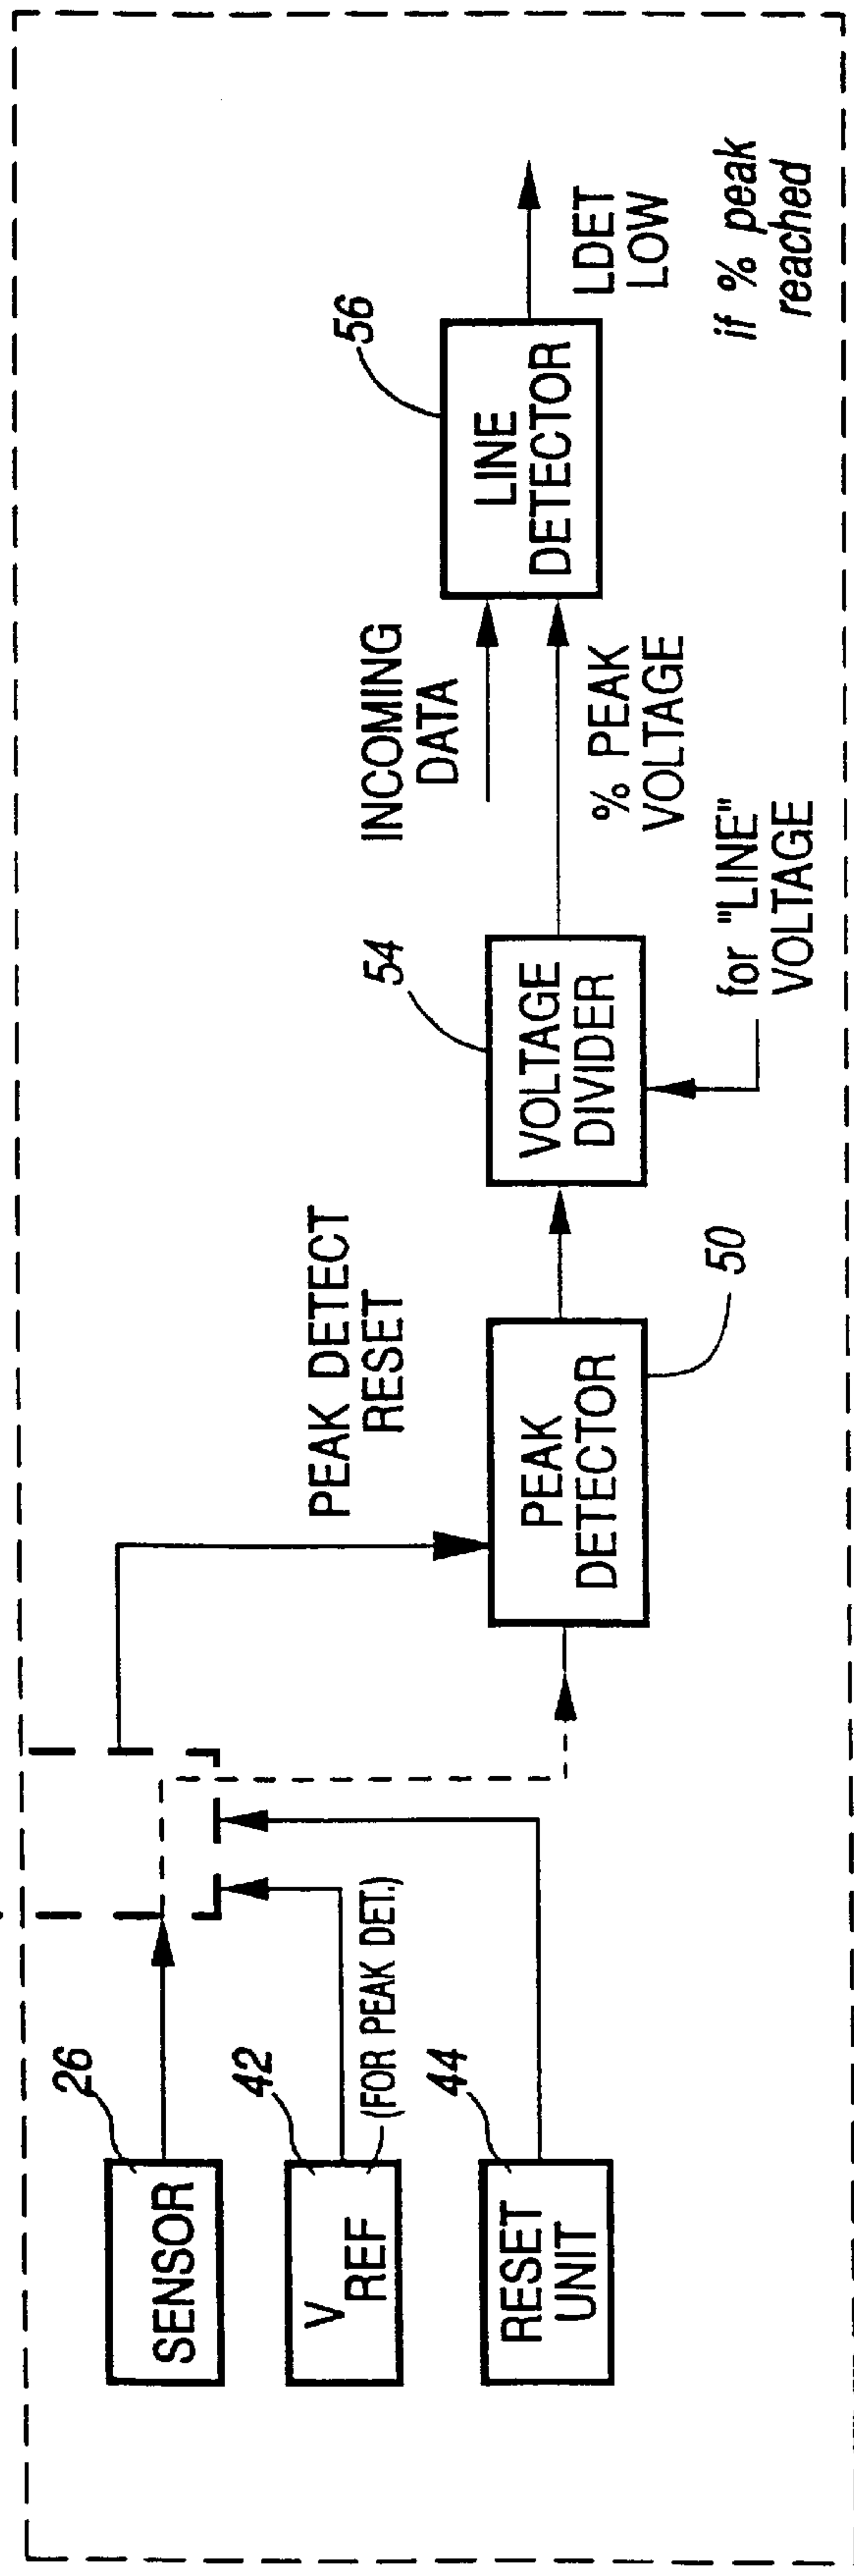 SENSOR
26
V
REF
42
(FOR PEAK DET.)
RESET
UNIT
44
PEAK DETECT
RESET
PEAK
DETECTOR
50
VOLTAGE
DIVIDER
54
for "LINE"
VOLTAGE
INCOMING
DATA
% PEAK
VOLTAGE
LINE
DETECTOR
56
LDET
LOW
if % peak
reached